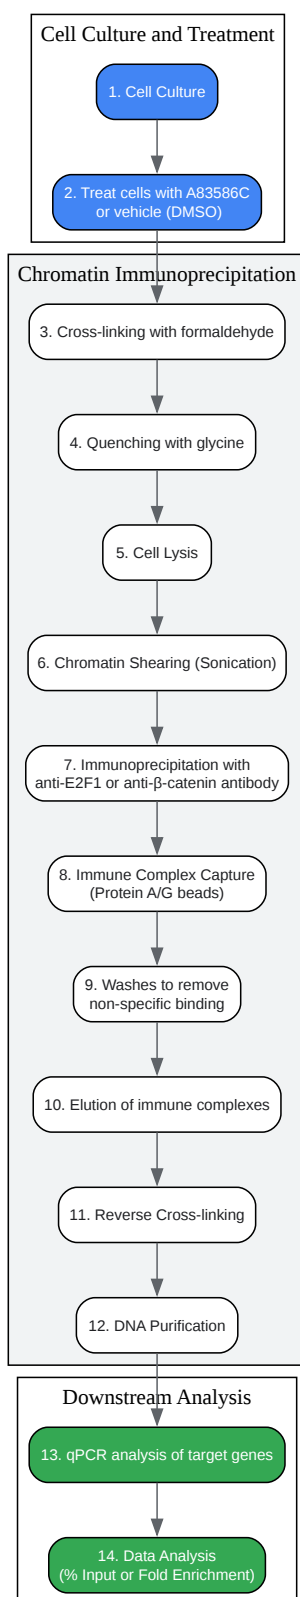 Cell Culture and Treatment
1. Cell Culture
2. Treat cells with A83586C
or vehicle (DMSO)
Chromatin Immunoprecipitation
3. Cross-linking with formaldehyde
4. Quenching with glycine
5. Cell Lysis
6. Chromatin Shearing (Sonication)
7. Immunoprecipitation with
anti-E2F1 or anti-β-catenin antibody
8. Immune Complex Capture
(Protein A/G beads)
9. Washes to remove
non-specific binding
10. Elution of immune complexes
11. Reverse Cross-linking
12. DNA Purification
Downstream Analysis
13. qPCR analysis of target genes
14. Data Analysis
(% Input or Fold Enrichment)